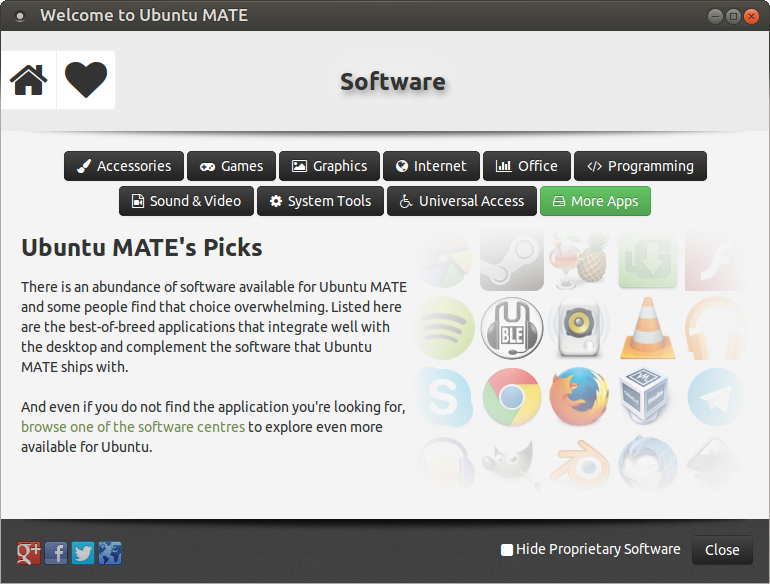 Welcome to Ubuntu MATE
Software
Accessories Games Graphics Internet Office Programming
Sound & Video System Tools Universal Access More Apps
Ubuntu MATE's Picks
There is an abundance of software available for Ubuntu MATE
and some people find that choice overwhelming. Listed here
are the best-of-breed applications that integrate well with
the desktop and complement the software that Ubuntu
MATE ships with.
And even if you do not find the application you're looking for,
browse one of the software centres to explore even more
available for Ubuntu.
U
BLE
S
g+ f
Hide Proprietary Software Close